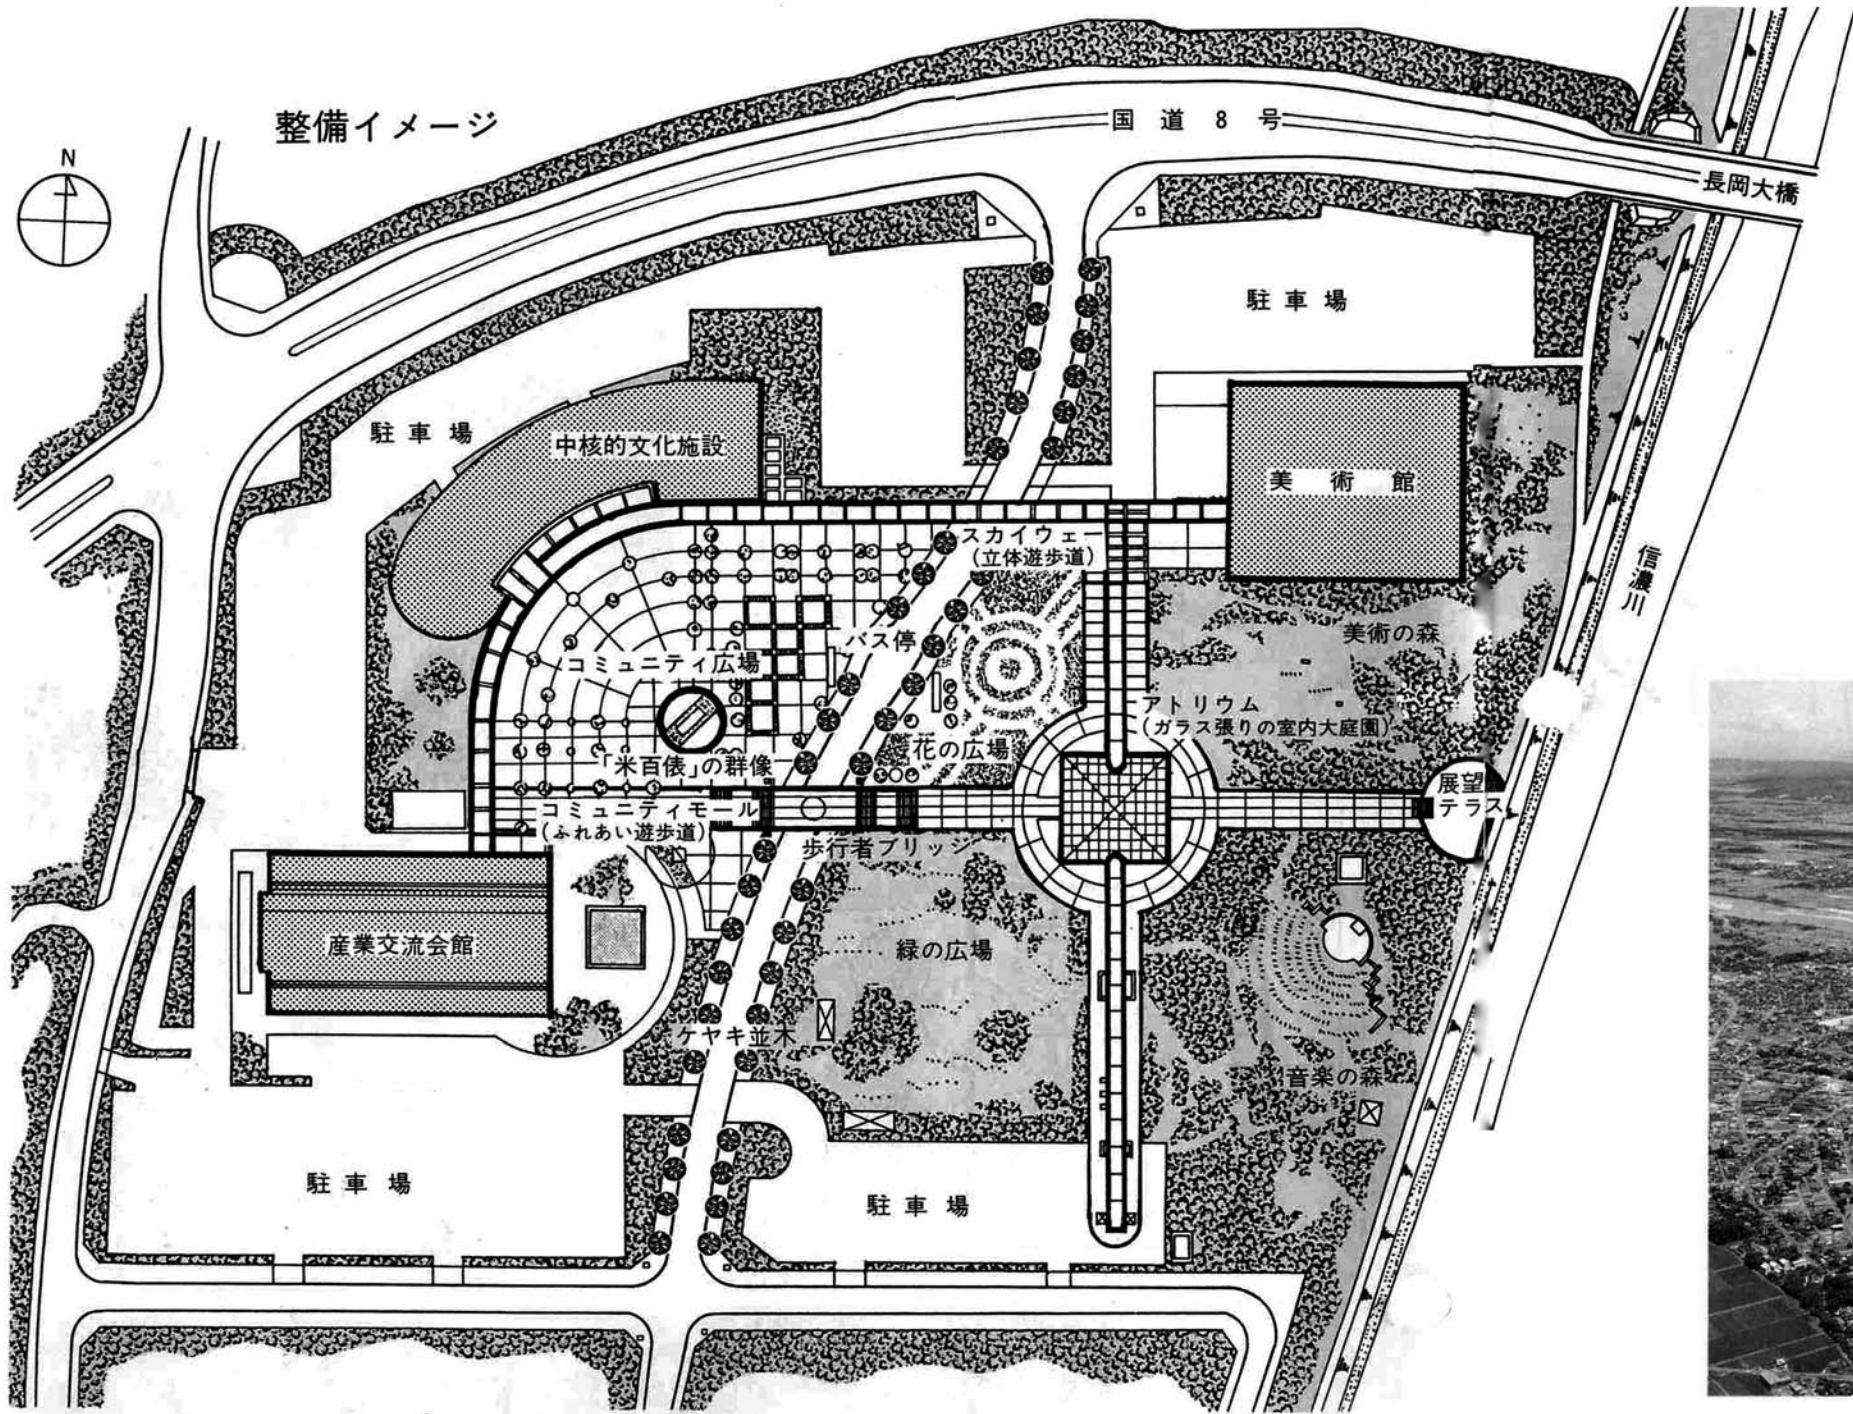 整備イメージ
N
国道8号
長岡大橋
駐車場
駐車場
中核的文化施設
美術館
スカイウェー
(立体遊歩道)
信濃川
バス停
美術の森
コミュニティ広場
アトリウム
(ガラス張りの室内大庭園)
花の広場
「米百俵」の群像
展望
テラス
コミュニティモール
(ふれあい遊歩道)
歩行者ブリッジ
産業交流会館
緑の広場
ケヤキ並木
音楽の森
駐車場
駐車場